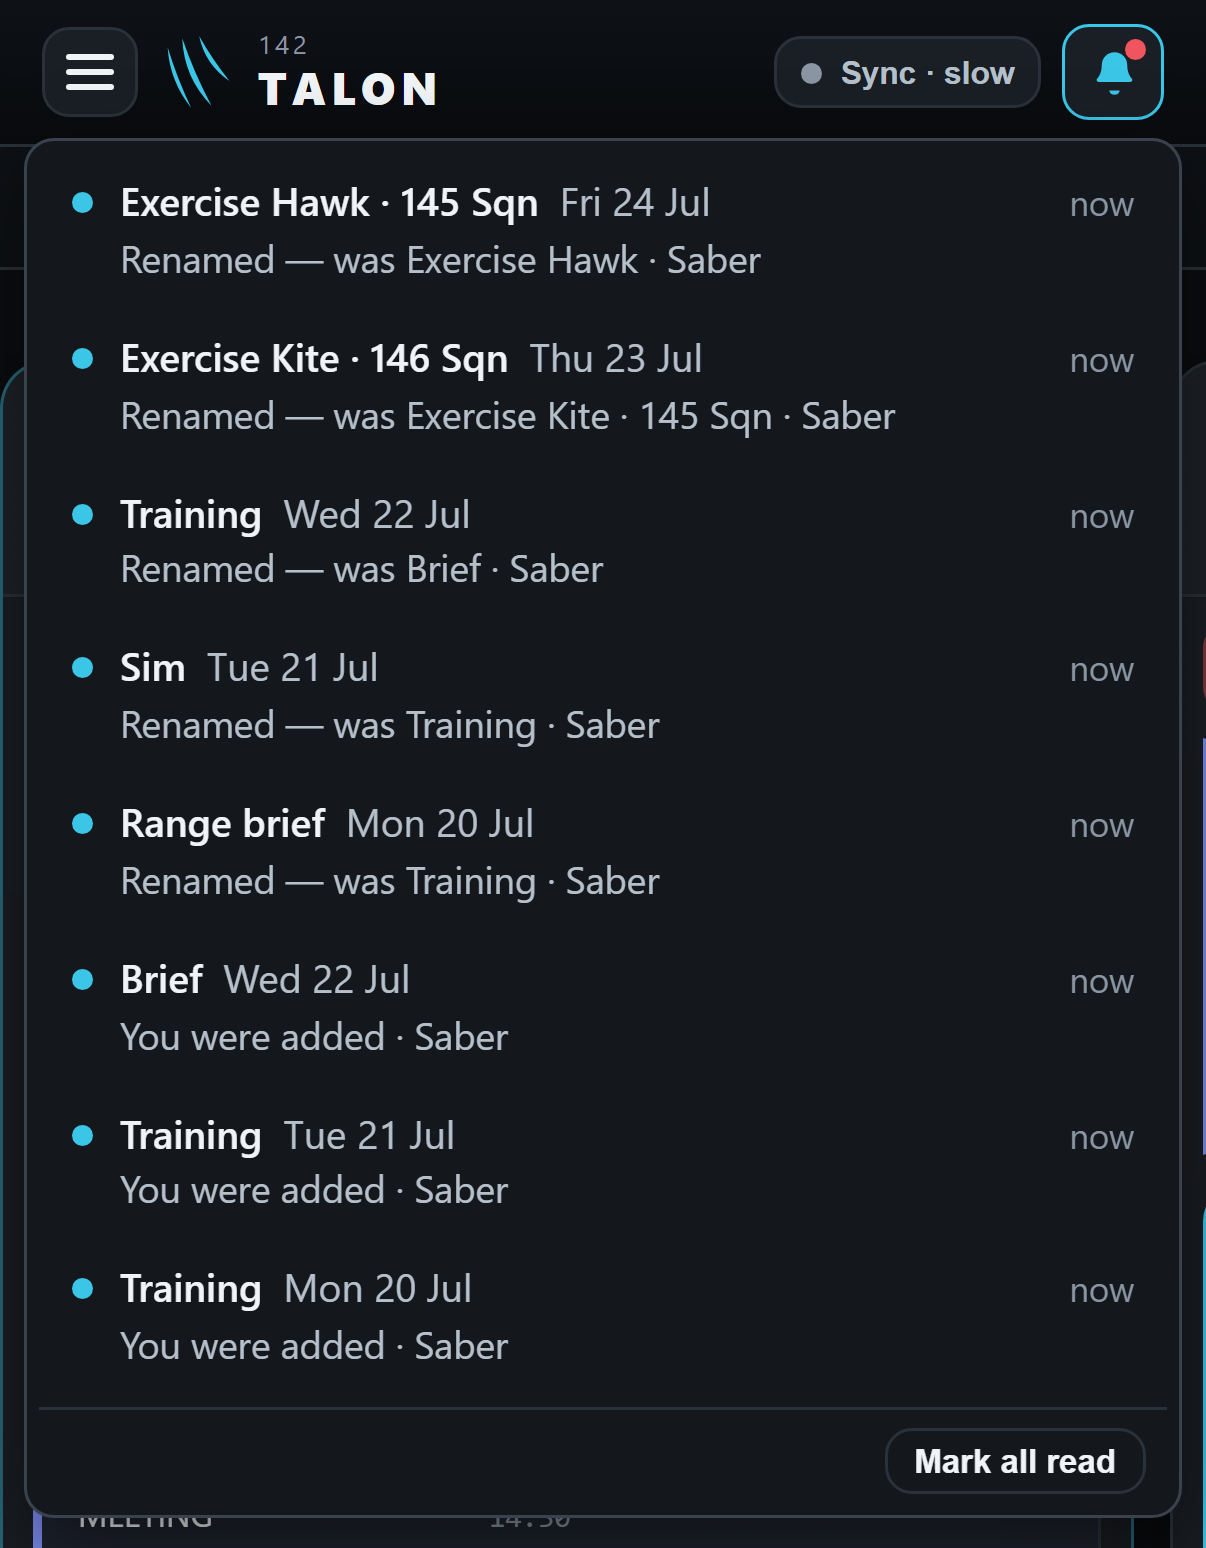 142
TALON
Sync · slow
Exercise Hawk · 145 Sqn Fri 24 Jul now
Renamed — was Exercise Hawk · Saber
Exercise Kite · 146 Sqn Thu 23 Jul now
Renamed — was Exercise Kite · 145 Sqn · Saber
Training Wed 22 Jul now
Renamed — was Brief · Saber
Sim Tue 21 Jul now
Renamed — was Training · Saber
Range brief Mon 20 Jul now
Renamed — was Training · Saber
Brief Wed 22 Jul now
You were added · Saber
Training Tue 21 Jul now
You were added · Saber
Training Mon 20 Jul now
You were added · Saber
Mark all read
MEETING 14:30